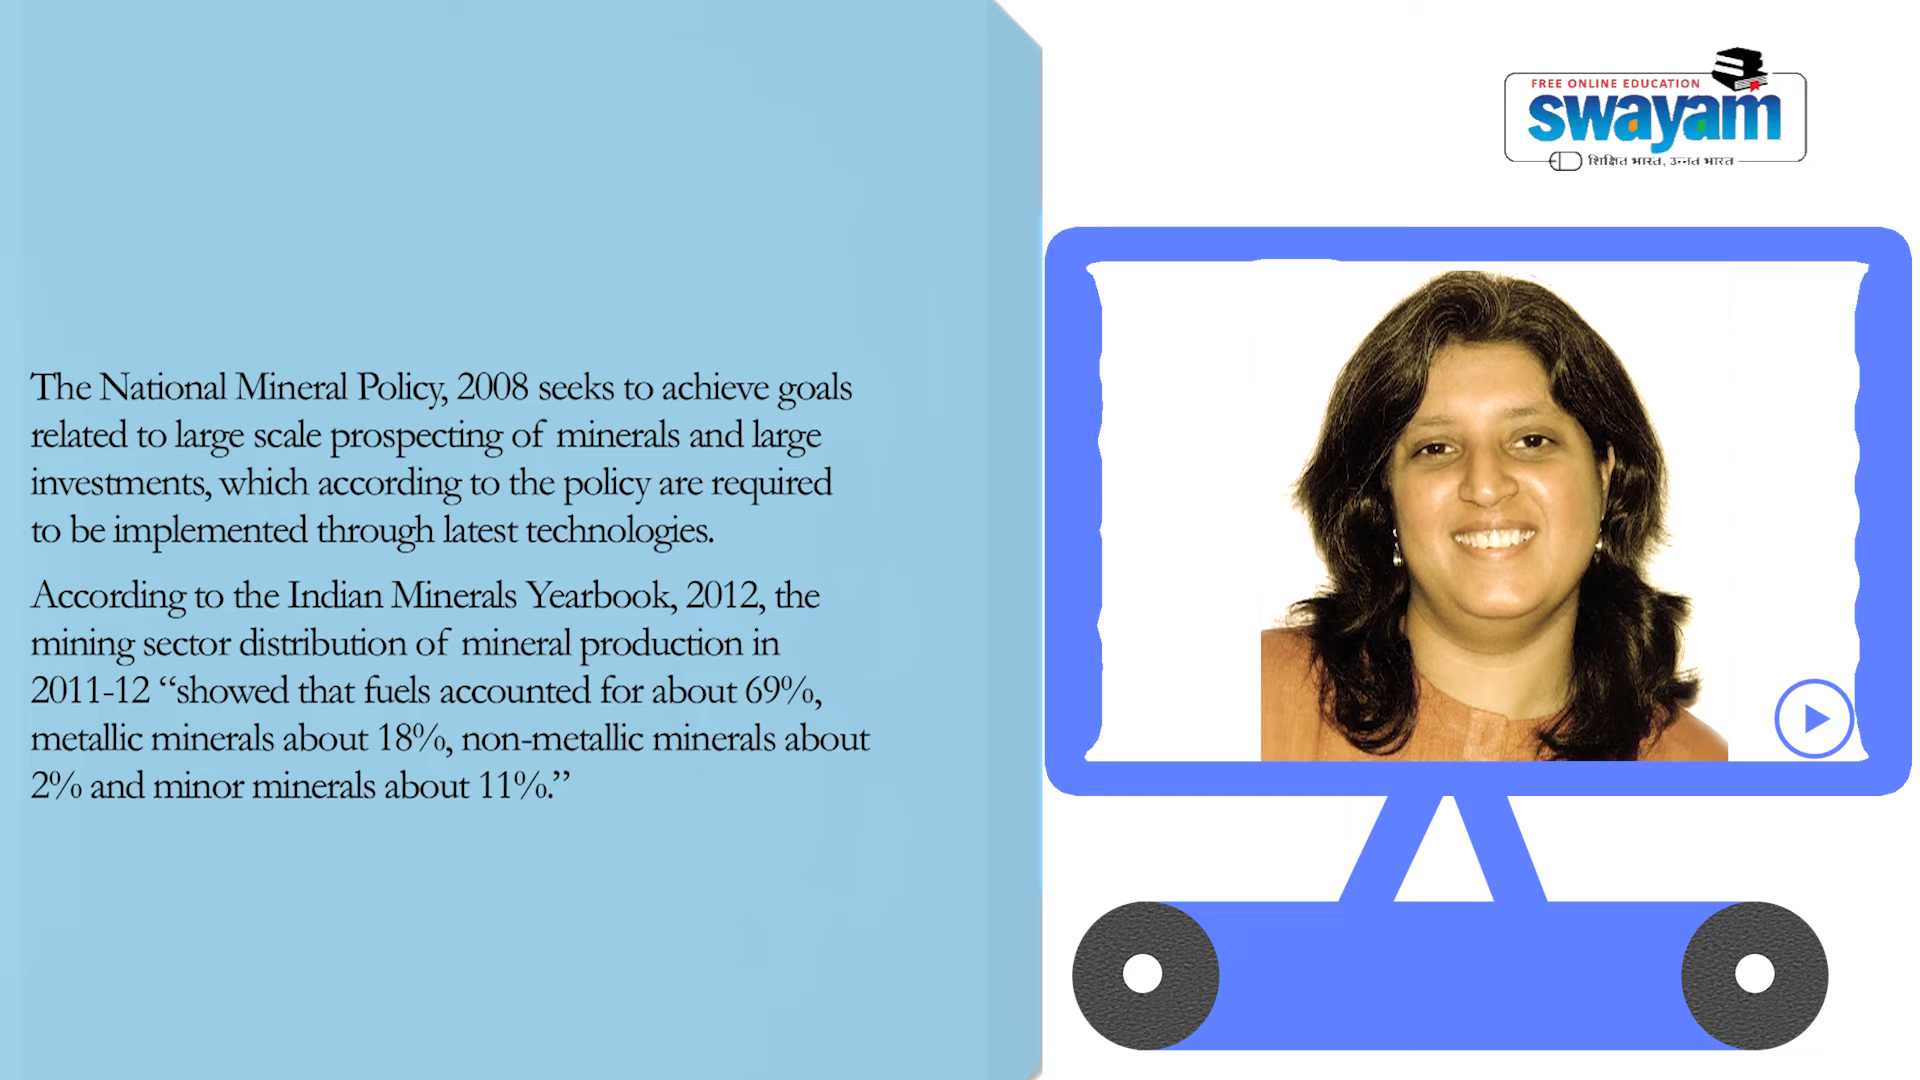 The National Mineral Policy, 2008 seeks to achieve goals
related to large scale prospecting of minerals and large
investments, which according to the policy are required
to be implemented through latest technologies.
According to the Indian Minerals Yearbook, 2012, the
mining sector distribution of mineral production in
2011-12 “showed that fuels accounted for about 69%,
metallic minerals about 18%, non-metallic minerals about
2% and minor minerals about 11%.”
FREE ONLINE EDUCATION
swayam
शिक्षित भारत, उन्नत भारत